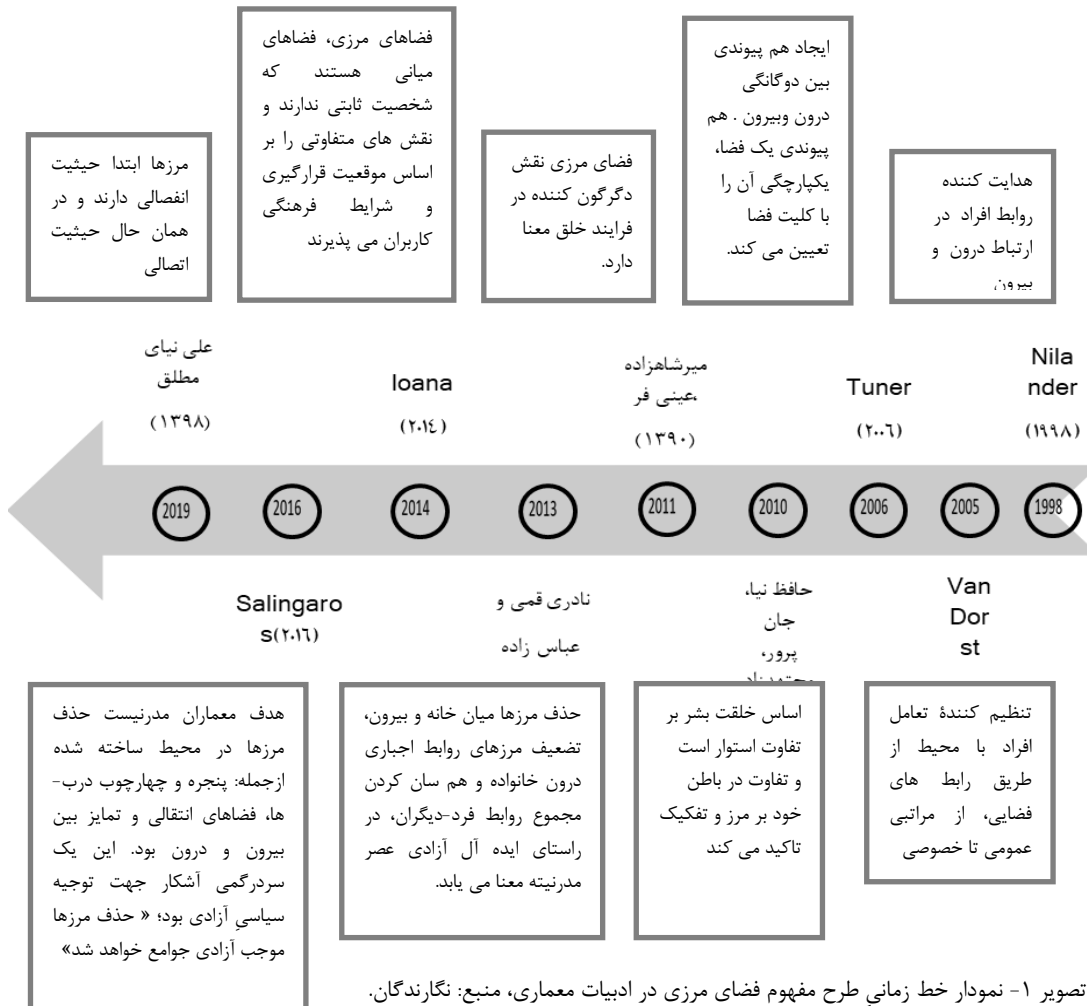 هدایت کننده
روابط افراد در
ارتباط درون و
بیرون
ایجاد هم پیوندی
بین دوگانگی
درون وبیرون . هم
پیوندی یک فضا،
یکپارچگی آن را
با کلیت فضا
تعیین می کند.
فضای مرزی نقش
دگرگون کننده در
فرایند خلق معنا
دارد.
فضاهای مرزی، فضاهای
میانی هستند که
شخصیت ثابتی ندارند و
نقش های متفاوتی را بر
اساس موقعیت قرارگیری
و شرایط فرهنگی
کاربران می پذیرند
مرزها ابتدا حیثیت
انفصالی دارند و در
همان حال حیثیت
اتصالی
Nila
nder
(۱۹۹۸)
Tuner
(۲۰۰۶)
میرشاهزاده
،عینی فر
(۱۳۹۰)
Ioana
(۲۰۱٤)
علی نیای
مطلق
(۱۳۹۸)
1998
2005
2006
2010
2011
2013
2014
2016
2019
Van
Dor
st
حافظ نیا،
جان
پرور،
نادری قمی و
عباس زاده
Salingaro
s(۲۰۱٦)
تنظیم کنندهٔ تعامل
افراد با محیط از
طریق رابط های
فضایی، از مراتبی
عمومی تا خصوصی
اساس خلقت بشر بر
تفاوت استوار است
و تفاوت در باطن
خود بر مرز و تفکیک
تاکید می کند
حذف مرزها میان خانه و بیرون،
تضعیف مرزهای روابط اجباری
درون خانواده و هم سان کردن
مجموع روابط فرد-دیگران، در
راستای ایده آل آزادی عصر
مدرنیته معنا می یابد.
هدف معماران مدرنیست حذف
مرزها در محیط ساخته شده
ازجمله: پنجره و چهارچوب درب-
ها، فضاهای انتقالی و تمایز بین
بیرون و درون بود. این یک
سردرگمی آشکار جهت توجیه
سیاسیِ آزادی بود؛ « حذف مرزها
موجب آزادی جوامع خواهد شد»
تصویر ۱- نمودار خط زمانیِ طرح مفهوم فضای مرزی در ادبیات معماری، منبع: نگارندگان.